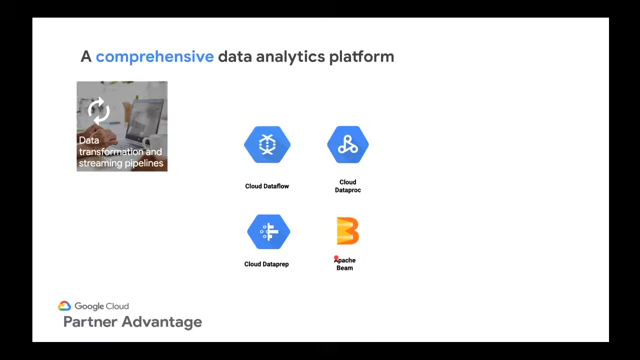 A comprehensive data analytics platform
Data
transformation and
streaming pipelines
Cloud Dataflow
Cloud
Dataproc
Cloud Dataprep
Apache
Beam
Google Cloud
Partner Advantage